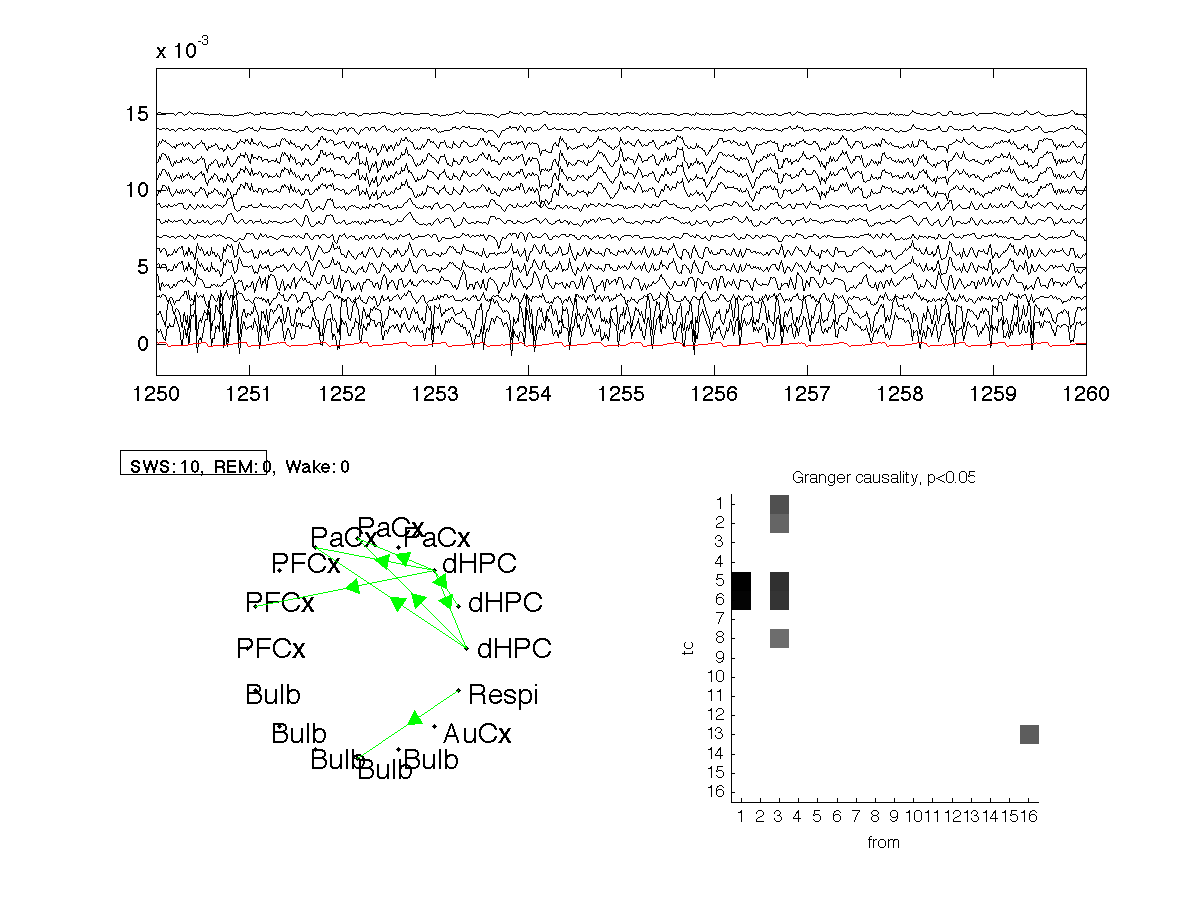 x 10-3
15
10
5
0
1250 1251 1252 1253 1254 1255 1256 1257 1258 1259 1260
SWS:10, REM:0, Wake:0
Granger causality, p<0.05
PaCx
PaCx PaCx
PFCx dHPC
PFCx dHPC
PFCx dHPC
Bulb Respi
Bulb AuCx
Bulb Bulb
Bulb
1
2
3
4
5
6
7
8
9
10
11
12
13
14
15
16
to
1 2 3 4 5 6 7 8 9 10 11 12 13 14 15 16
from